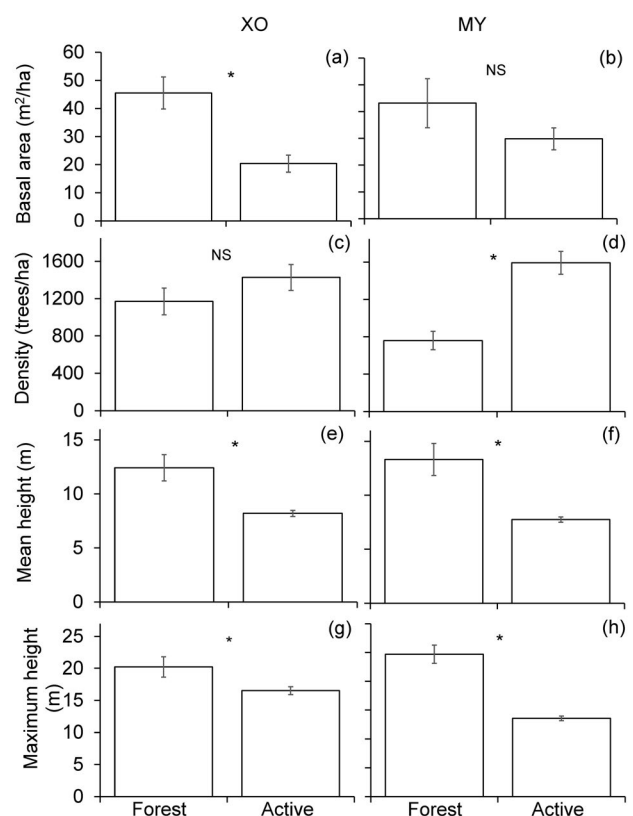 XO
MY
Basal area (m²/ha)
60
50
40
30
20
10
0
(a)
*
(b)
NS
Density (trees/ha)
1600
1200
800
400
0
(c)
NS
(d)
*
Mean height (m)
15
10
5
0
(e)
*
(f)
*
Maximum height
(m)
25
20
15
10
5
0
(g)
*
(h)
*
Forest
Active
Forest
Active